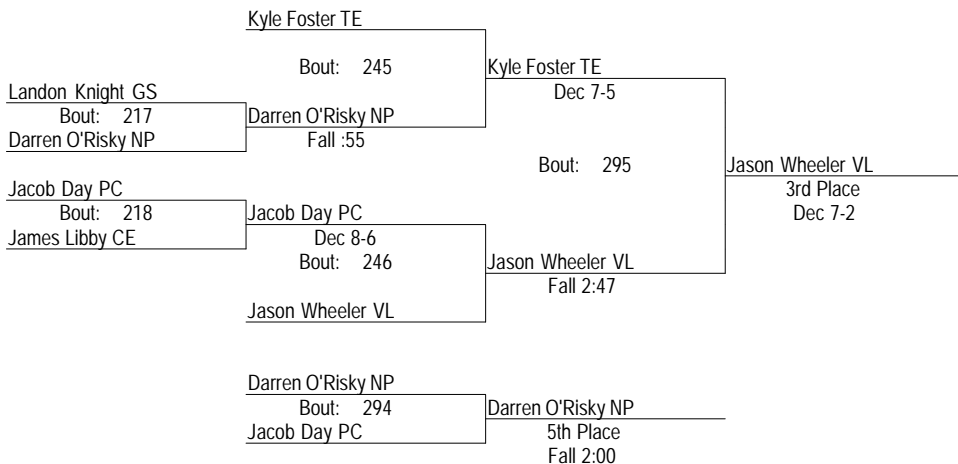 Kyle Foster TE
Bout: 245
Kyle Foster TE
Dec 7-5
Landon Knight GS
Bout: 217
Darren O'Risky NP
Darren O'Risky NP
Fall :55
Bout: 295
Jason Wheeler VL
3rd Place
Dec 7-2
Jacob Day PC
Bout: 218
James Libby CE
Jacob Day PC
Dec 8-6
Bout: 246
Jason Wheeler VL
Fall 2:47
Jason Wheeler VL
Darren O'Risky NP
Bout: 294
Jacob Day PC
Darren O'Risky NP
5th Place
Fall 2:00